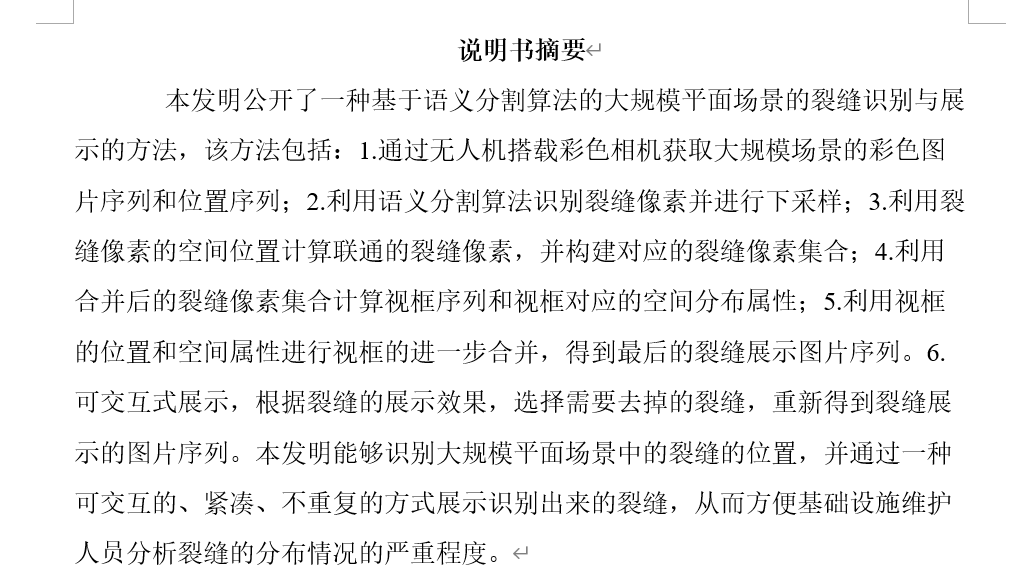 说明书摘要
本发明公开了一种基于语义分割算法的大规模平面场景的裂缝识别与展
示的方法，该方法包括：1.通过无人机搭载彩色相机获取大规模场景的彩色图
片序列和位置序列；2.利用语义分割算法识别裂缝像素并进行下采样；3.利用裂
缝像素的空间位置计算联通的裂缝像素，并构建对应的裂缝像素集合；4.利用
合并后的裂缝像素集合计算视框序列和视框对应的空间分布属性；5.利用视框
的位置和空间属性进行视框的进一步合并，得到最后的裂缝展示图片序列。6.
可交互式展示，根据裂缝的展示效果，选择需要去掉的裂缝，重新得到裂缝展
示的图片序列。本发明能够识别大规模平面场景中的裂缝的位置，并通过一种
可交互的、紧凑、不重复的方式展示识别出来的裂缝，从而方便基础设施维护
人员分析裂缝的分布情况的严重程度。